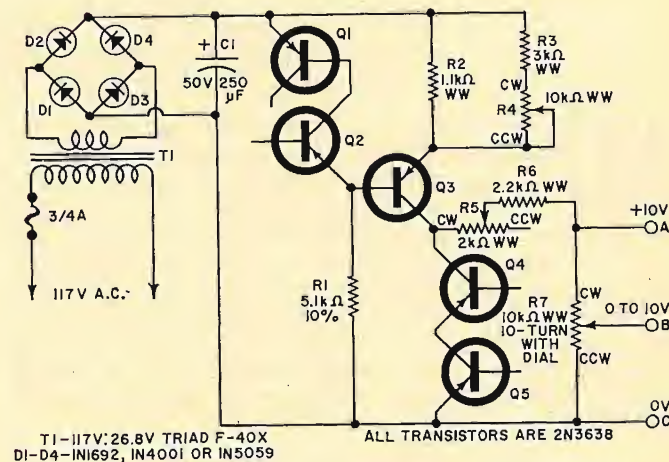 D2
D4
D1
D3
+ C1
50V 250
µF
Q1
Q2
R2
1.1kΩ
WW
R3
3kΩ
WW
CW
R4
10kΩ WW
CCW
T1
3/4A
117V A.C.
Q3
R6
2.2kΩ WW
CW
R5
CCW
2kΩ WW
+10V
A
R1
5.1kΩ
10%
Q4
R7
10kΩ WW
10-TURN
WITH
DIAL
CW
0 TO 10V
B
CCW
Q5
0V
C
T1-117V:26.8V TRIAD F-40X
D1-D4-IN1692, IN4001 OR IN5059
ALL TRANSISTORS ARE 2N3638